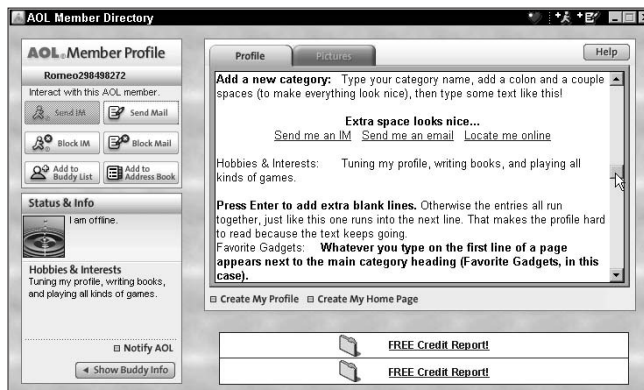 AOL Member Directory
AOL Member Profile
Romeo298498272
Interact with this AOL member.
Send IM
Send Mail
Block IM
Block Mail
Add to
Buddy List
Add to
Address Book
Status & Info
I am offline.
Hobbies & Interests
Tuning my profile, writing books,
and playing all kinds of games.
Notify AOL
Show Buddy Info
Profile
Pictures
Help
Add a new category: Type your category name, add a colon and a couple
spaces (to make everything look nice), then type some text like this!
Extra space looks nice...
Send me an IM Send me an email Locate me online
Hobbies & Interests: Tuning my profile, writing books, and playing all
kinds of games.
Press Enter to add extra blank lines. Otherwise the entries all run
together, just like this one runs into the next line. That makes the profile hard
to read because the text keeps going.
Favorite Gadgets: Whatever you type on the first line of a page
appears next to the main category heading (Favorite Gadgets, in this
case).
Create My Profile Create My Home Page
FREE Credit Report!
FREE Credit Report!